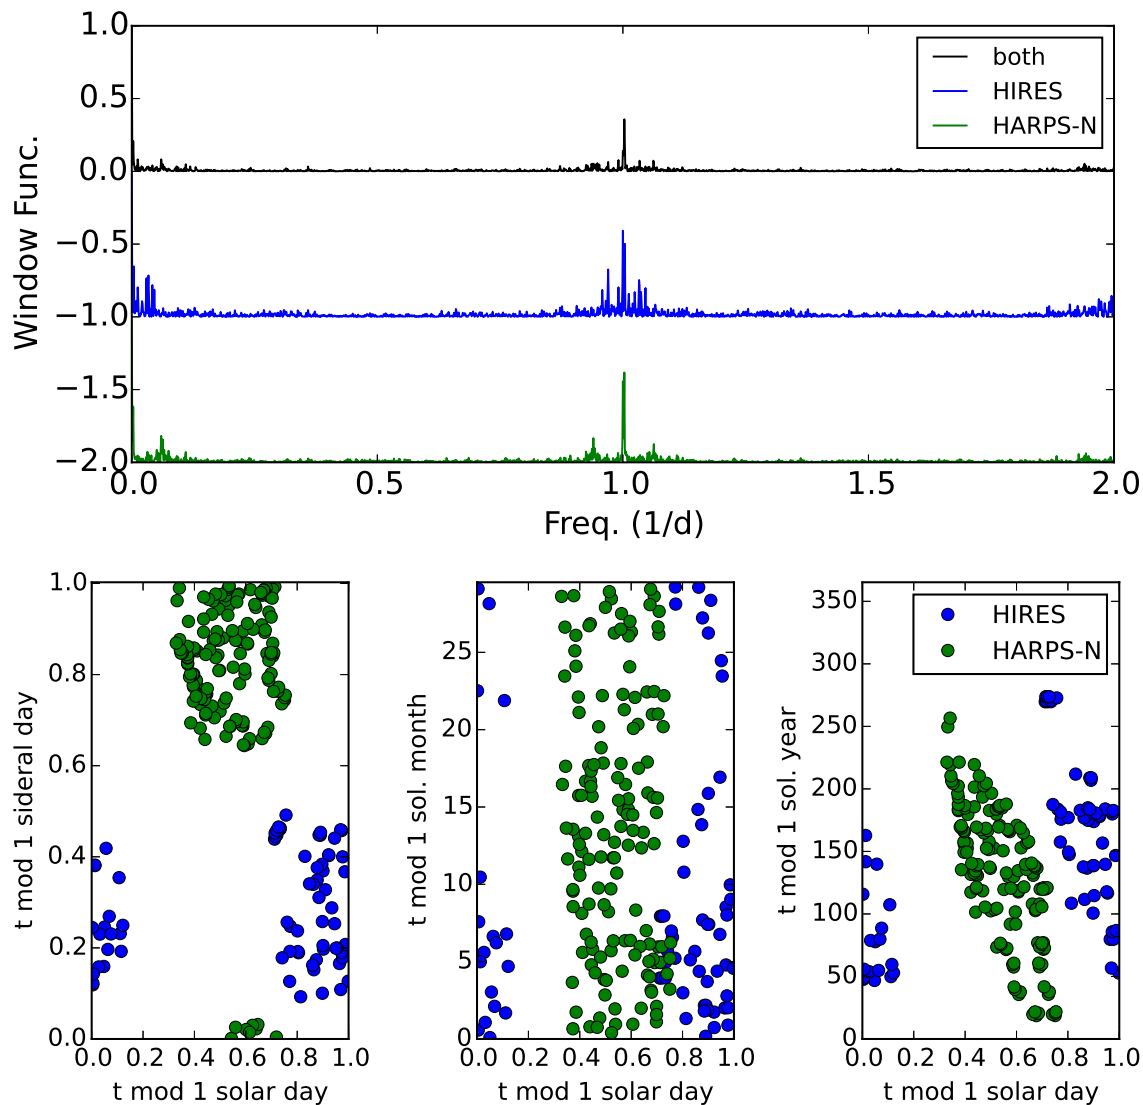 1.0
0.5
0.0
−0.5
−1.0
−1.5
−2.0
Window Func.
both
HIRES
HARPS-N
0.0 0.5 1.0 1.5 2.0
Freq. (1/d)
1.0
0.8
0.6
0.4
0.2
0.0
t mod 1 sideral day
0.0 0.2 0.4 0.6 0.8 1.0
t mod 1 solar day
25
20
15
10
5
0
t mod 1 sol. month
0.0 0.2 0.4 0.6 0.8 1.0
t mod 1 solar day
350
300
250
200
150
100
50
0
t mod 1 sol. year
HIRES
HARPS-N
0.0 0.2 0.4 0.6 0.8 1.0
t mod 1 solar day